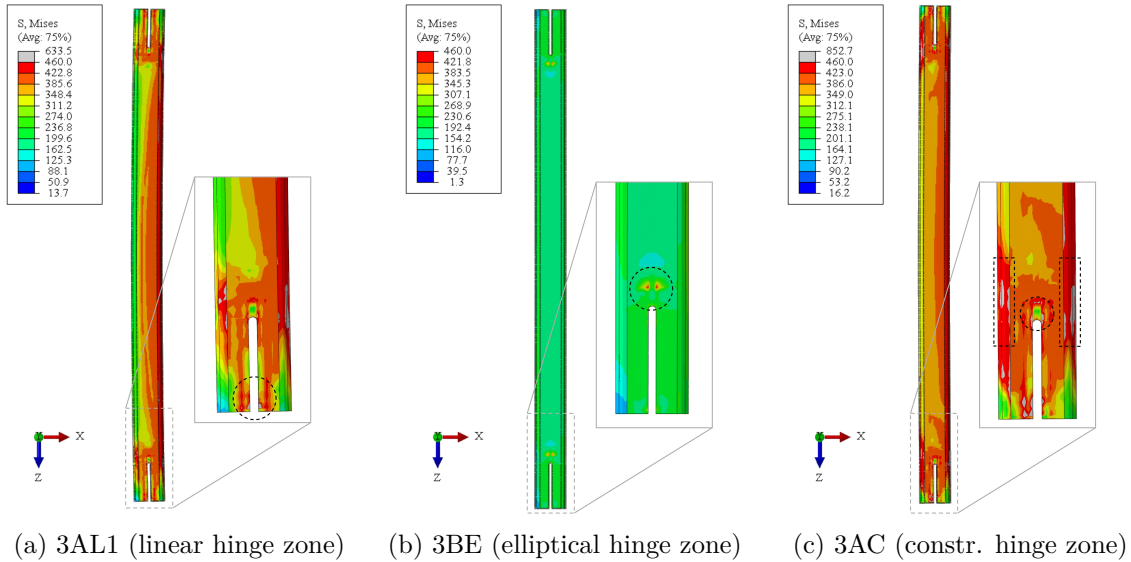 S, Mises
(Avg: 75%)
633.5
460.0
422.8
385.6
348.4
311.2
274.0
236.8
199.6
162.5
125.3
88.1
50.9
13.7
X
Z
(a) 3AL1 (linear hinge zone)
S, Mises
(Avg: 75%)
460.0
421.8
383.5
345.3
307.1
268.9
230.6
192.4
154.2
116.0
77.7
39.5
1.3
X
Z
(b) 3BE (elliptical hinge zone)
S, Mises
(Avg: 75%)
852.7
460.0
423.0
386.0
349.0
312.1
275.1
238.1
201.1
164.1
127.1
90.2
53.2
16.2
X
Z
(c) 3AC (constr. hinge zone)